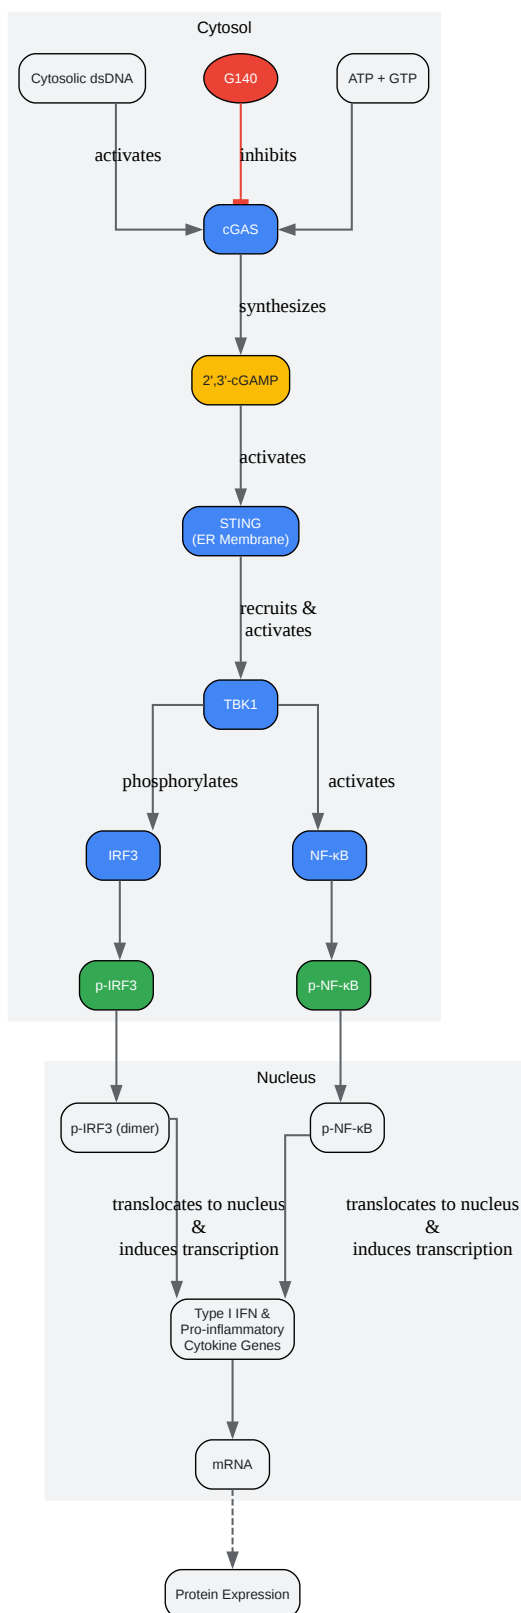 Cytosol
Cytosolic dsDNA
G140
ATP + GTP
activates
inhibits
cGAS
synthesizes
2',3'-cGAMP
activates
STING
(ER Membrane)
recruits &
activates
TBK1
phosphorylates
activates
IRF3
NF-κB
p-IRF3
p-NF-κB
Nucleus
p-IRF3 (dimer)
p-NF-κB
translocates to nucleus
&
induces transcription
translocates to nucleus
&
induces transcription
Type I IFN &
Pro-inflammatory
Cytokine Genes
mRNA
Protein Expression